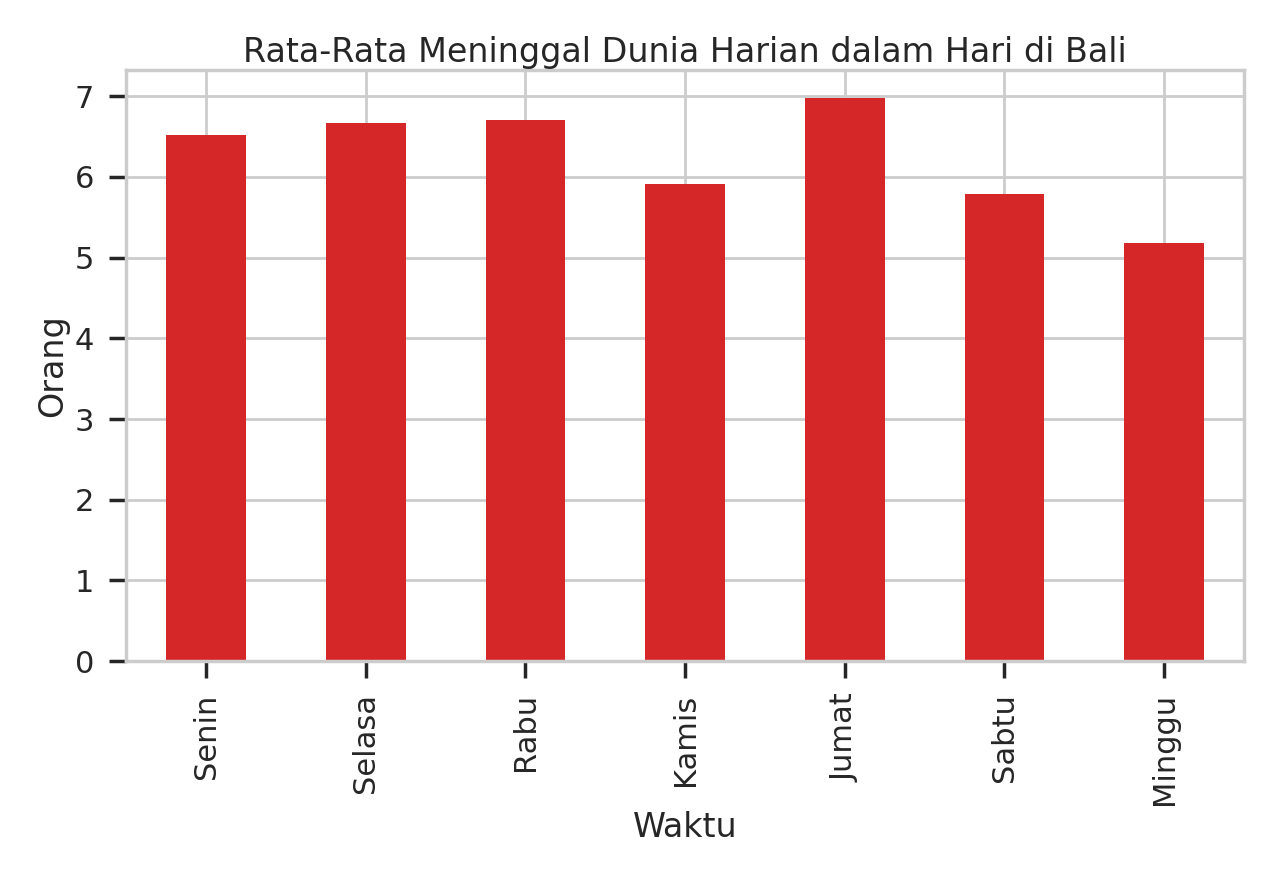 Rata-Rata Meninggal Dunia Harian dalam Hari di Bali
7
6
5
4
3
2
1
0
Orang
Senin
Selasa
Rabu
Kamis
Jumat
Sabtu
Minggu
Waktu